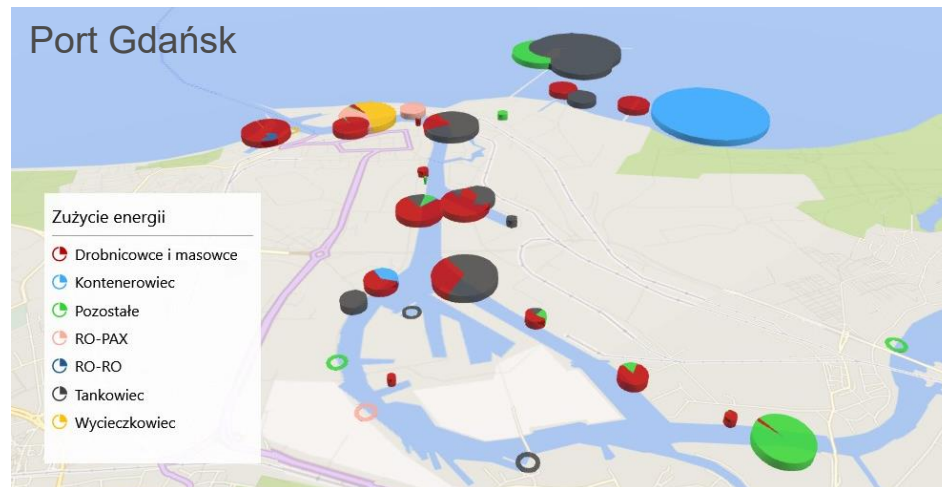 Port Gdańsk
Zużycie energii
Drobnicowce i masowce
Kontenerowiec
Pozostałe
RO-PAX
RO-RO
Tankowiec
Wycieczkowiec